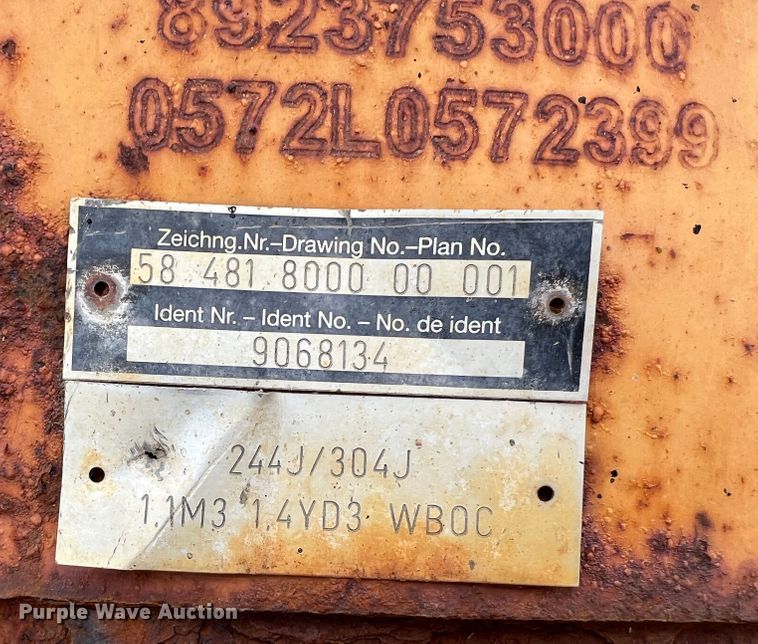 8923753000
0572L0572399
Zeichng.Nr.–Drawing No.–Plan No.
58 481 8000 00 001
Ident Nr. – Ident No. – No. de ident
9068134
244J/304J
1.1M3 1.4YD3 WBOC
Purple Wave Auction